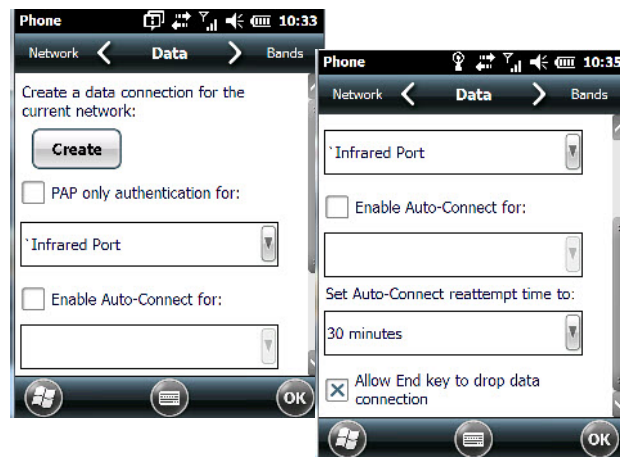 Phone 10:33
Network Data Bands
Create a data connection for the
current network:
Create
PAP only authentication for:
`Infrared Port
Enable Auto-Connect for:
OK
Phone 10:35
Network Data Bands
`Infrared Port
Enable Auto-Connect for:
Set Auto-Connect reattempt time to:
30 minutes
Allow End key to drop data
connection
OK